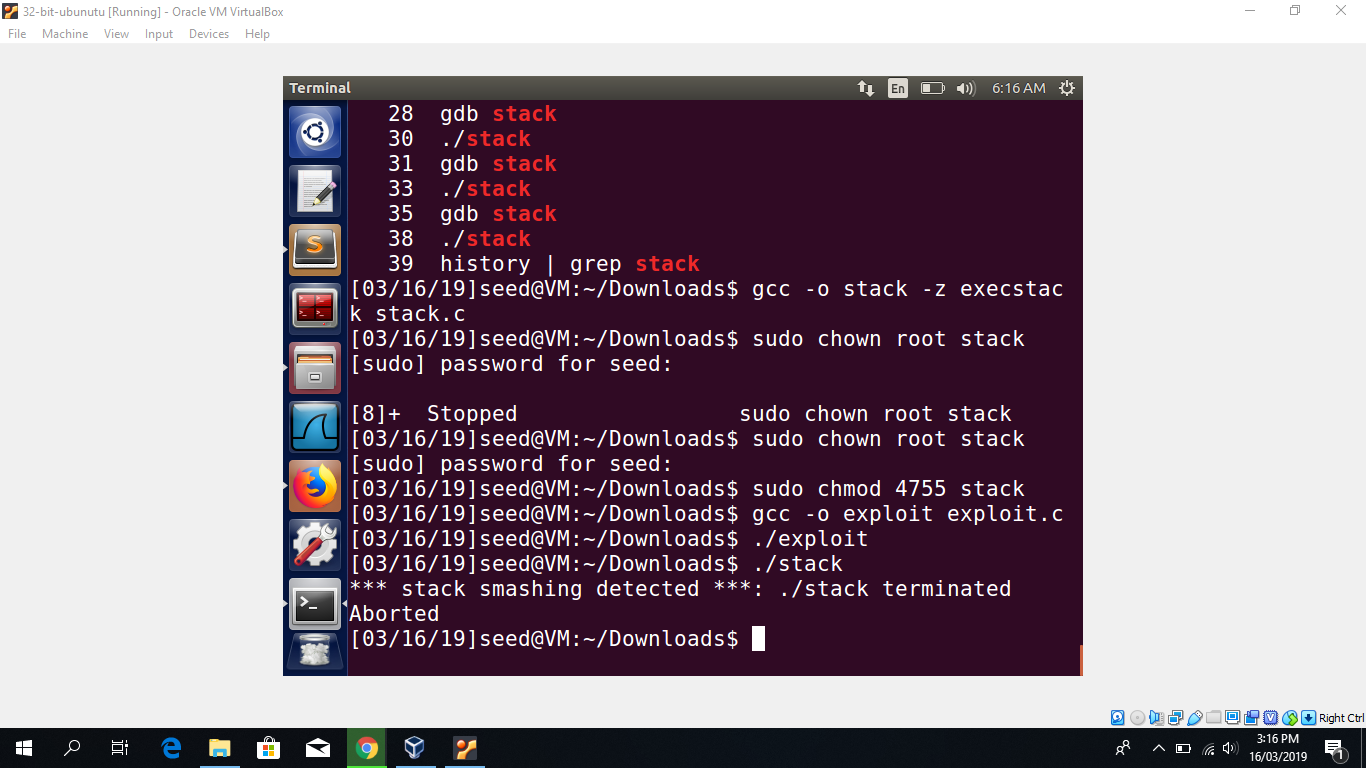 32-bit-ubunutu [Running] - Oracle VM VirtualBox
File Machine View Input Devices Help
Terminal En 6:16 AM
28 gdb stack
30 ./stack
31 gdb stack
33 ./stack
35 gdb stack
38 ./stack
39 history | grep stack
[03/16/19]seed@VM:~/Downloads$ gcc -o stack -z execstac
k stack.c
[03/16/19]seed@VM:~/Downloads$ sudo chown root stack
[sudo] password for seed:
[8]+ Stopped sudo chown root stack
[03/16/19]seed@VM:~/Downloads$ sudo chown root stack
[sudo] password for seed:
[03/16/19]seed@VM:~/Downloads$ sudo chmod 4755 stack
[03/16/19]seed@VM:~/Downloads$ gcc -o exploit exploit.c
[03/16/19]seed@VM:~/Downloads$ ./exploit
[03/16/19]seed@VM:~/Downloads$ ./stack
*** stack smashing detected ***: ./stack terminated
Aborted
[03/16/19]seed@VM:~/Downloads$
Right Ctrl
3:16 PM
16/03/2019
1